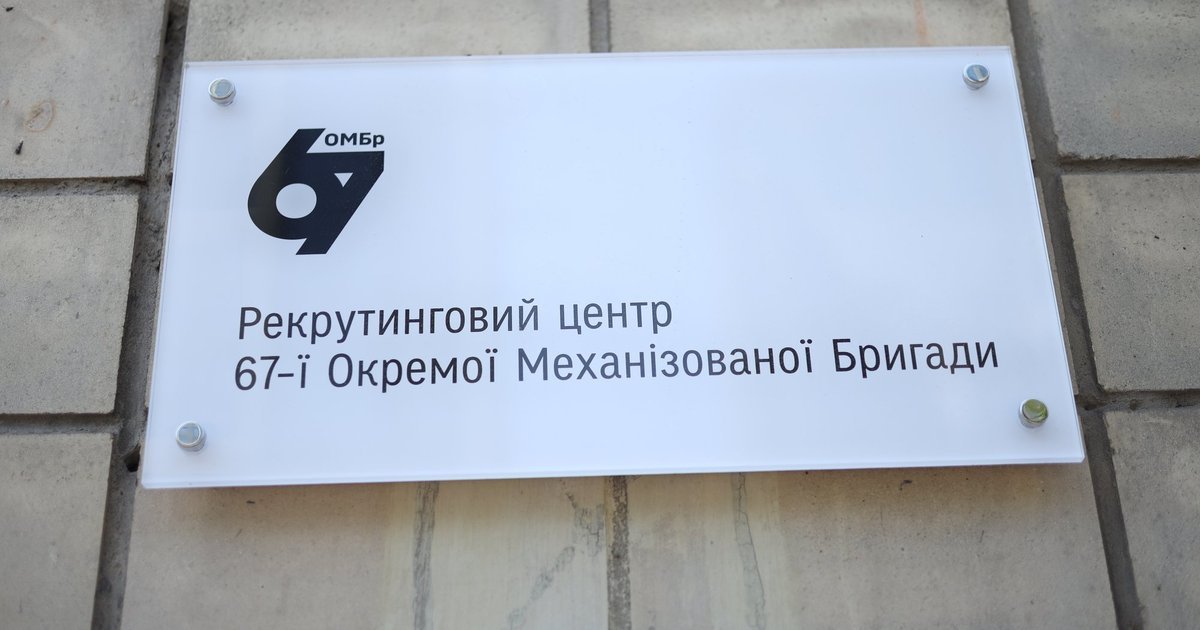 67 ОМБр
Рекрутинговий центр
67-ї Окремої Механізованої Бригади